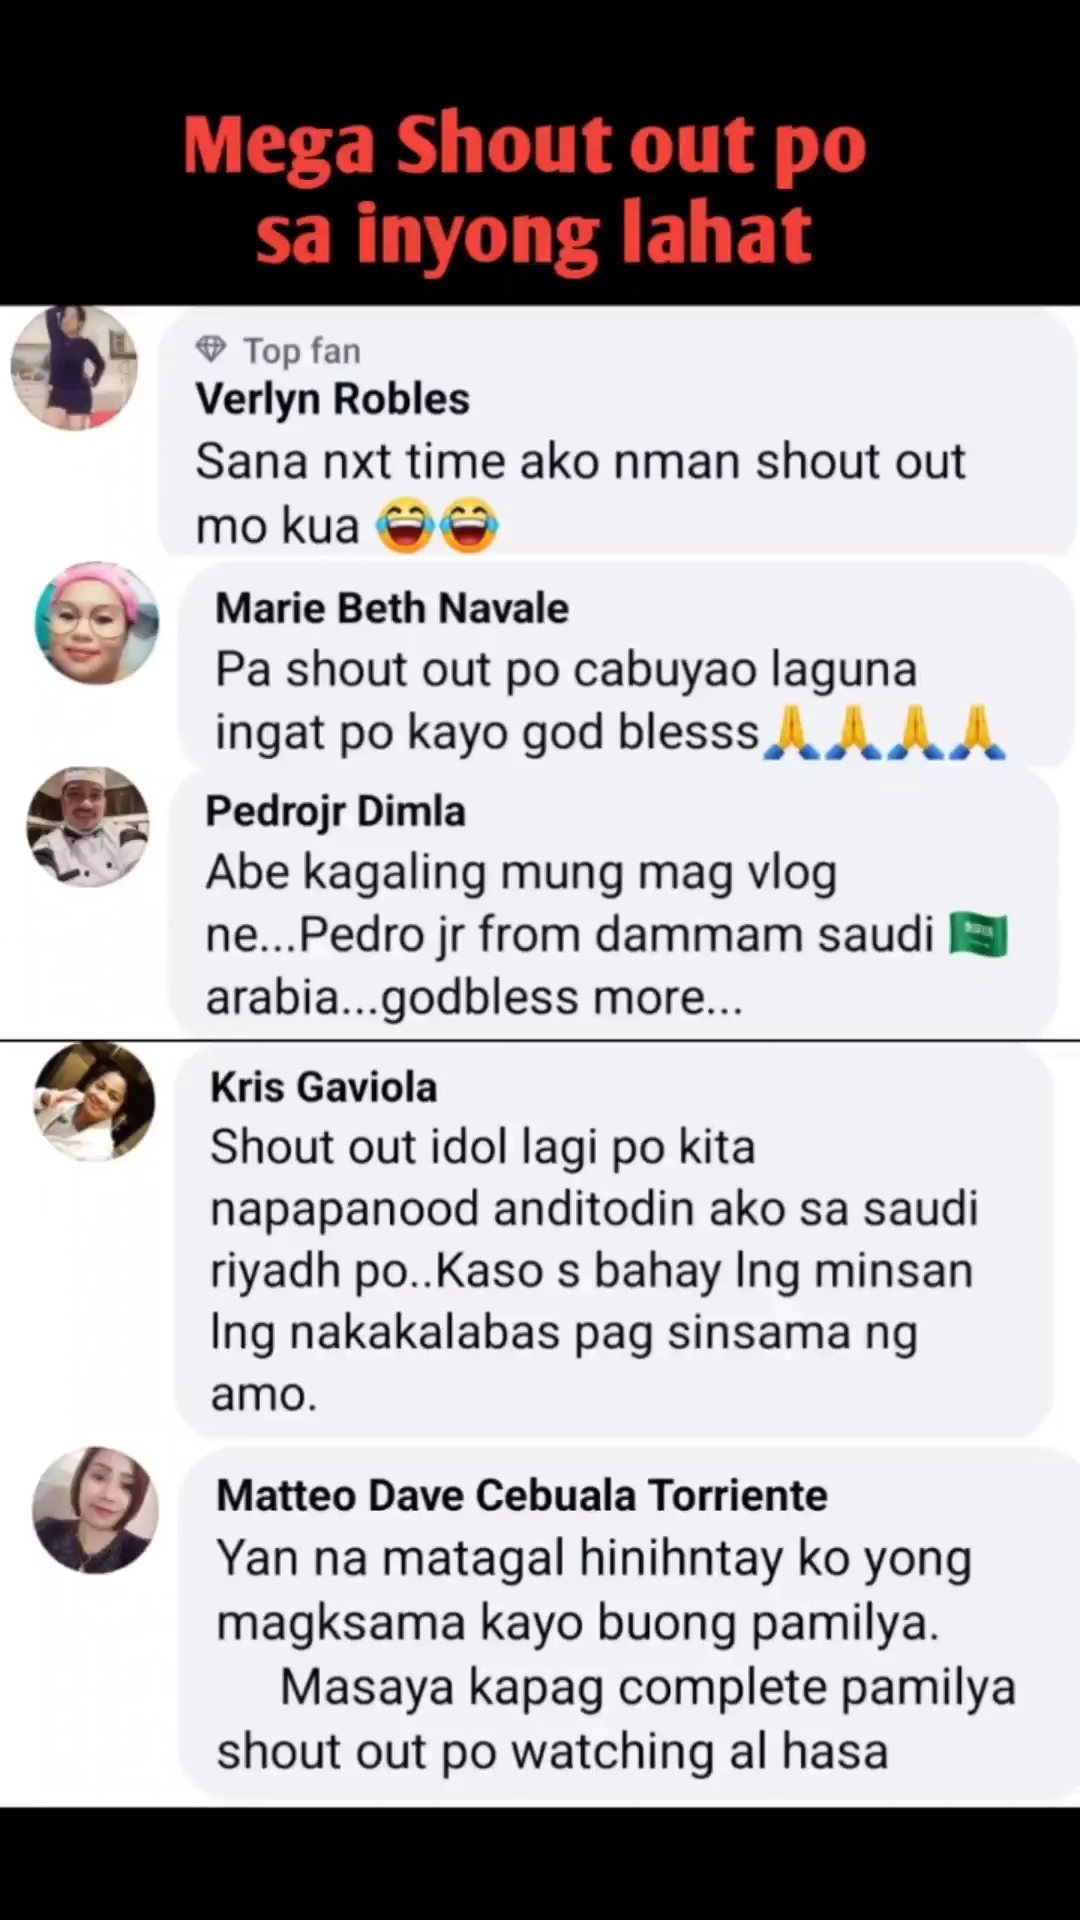 Mega Shout out po
sa inyong lahat
Top fan
Verlyn Robles
Sana nxt time ako nman shout out
mo kua 😂😂
Marie Beth Navale
Pa shout out po cabuyao laguna
ingat po kayo god blesss🙏🙏🙏🙏
Pedrojr Dimla
Abe kagaling mung mag vlog
ne...Pedro jr from dammam saudi 🇸🇦
arabia...godbless more...
Kris Gaviola
Shout out idol lagi po kita
napapanood anditodin ako sa saudi
riyadh po..Kaso s bahay lng minsan
lng nakakalabas pag sinsama ng
amo.
Matteo Dave Cebuala Torriente
Yan na matagal hinihntay ko yong
magksama kayo buong pamilya.
Masaya kapag complete pamilya
shout out po watching al hasa